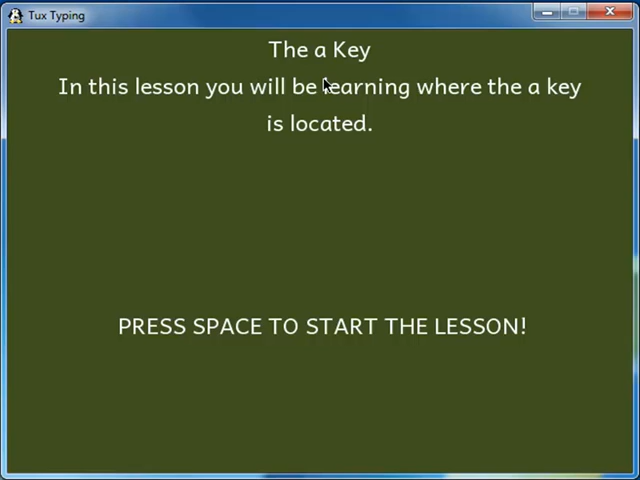 Tux Typing
The a Key
In this lesson you will be learning where the a key
is located.
PRESS SPACE TO START THE LESSON!